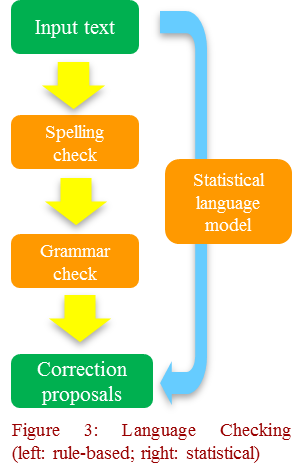 Input text
Spelling
check
Statistical
language
model
Grammar
check
Correction
proposals
Figure 3: Language Checking
(left: rule-based; right: statistical)